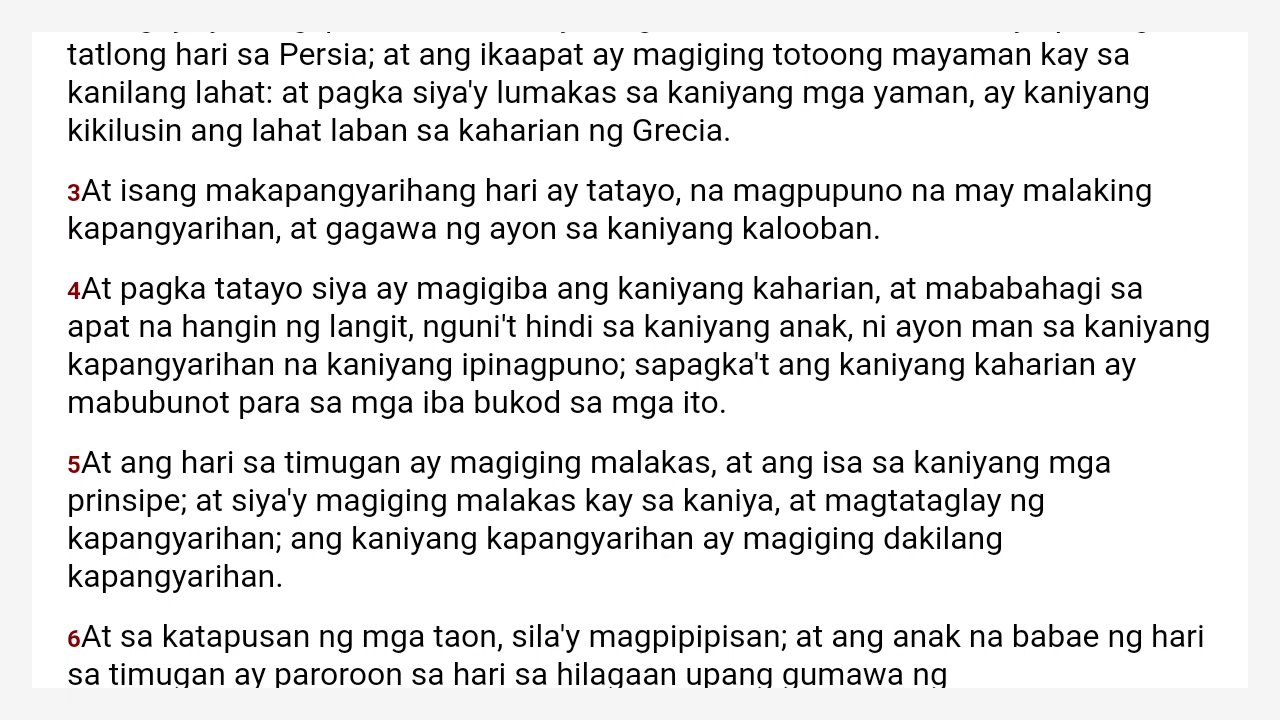 tatlong hari sa Persia; at ang ikaapat ay magiging totoong mayaman kay sa
kanilang lahat: at pagka siya'y lumakas sa kaniyang mga yaman, ay kaniyang
kikilusin ang lahat laban sa kaharian ng Grecia.
3At isang makapangyarihang hari ay tatayo, na magpupuno na may malaking
kapangyarihan, at gagawa ng ayon sa kaniyang kalooban.
4At pagka tatayo siya ay magigiba ang kaniyang kaharian, at mababahagi sa
apat na hangin ng langit, nguni't hindi sa kaniyang anak, ni ayon man sa kaniyang
kapangyarihan na kaniyang ipinagpuno; sapagka't ang kaniyang kaharian ay
mabubunot para sa mga iba bukod sa mga ito.
5At ang hari sa timugan ay magiging malakas, at ang isa sa kaniyang mga
prinsipe; at siya'y magiging malakas kay sa kaniya, at magtataglay ng
kapangyarihan; ang kaniyang kapangyarihan ay magiging dakilang
kapangyarihan.
6At sa katapusan ng mga taon, sila'y magpipipisan; at ang anak na babae ng hari
sa timugan ay paroroon sa hari sa hilagaan upang gumawa ng